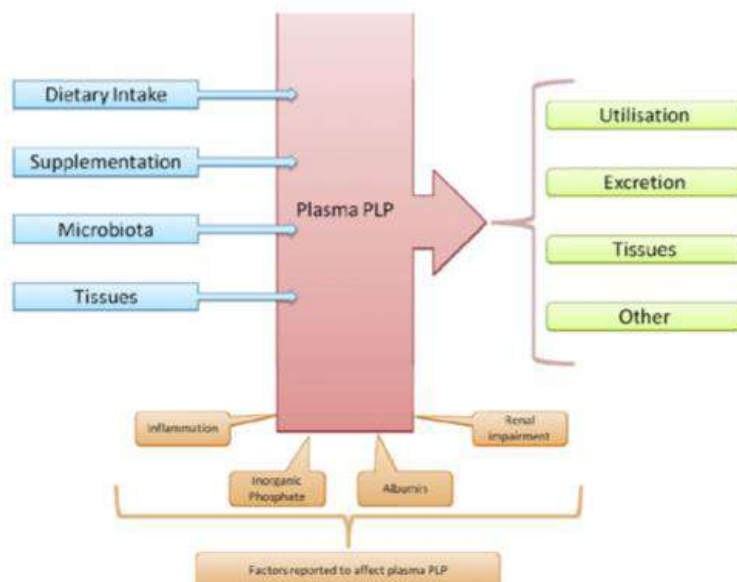 Dietary Intake
Supplementation
Microbiota
Tissues
Plasma PLP
Utilisation
Excretion
Tissues
Other
Inflammution
Inorganic
Phosphate
Albumin
Renal
impairment
Factors reported to affect plasma PLP